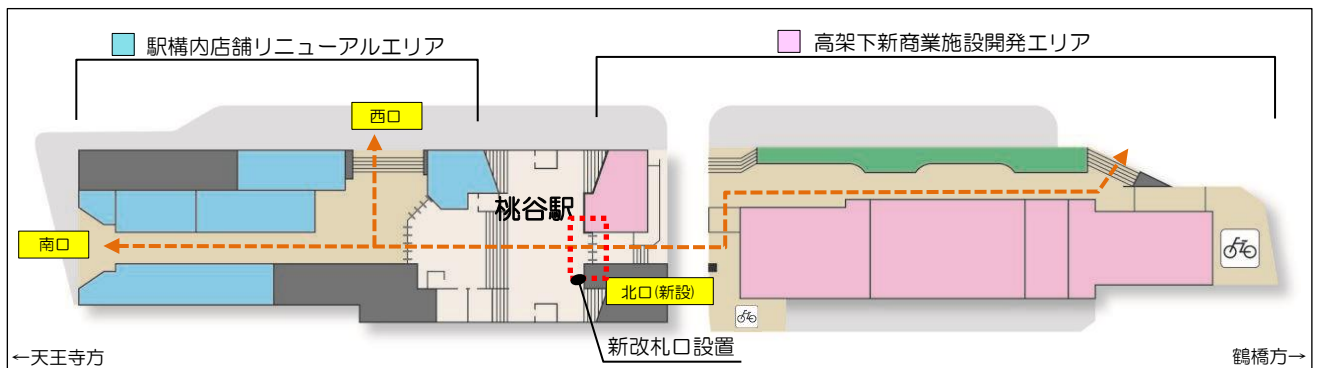 駅構内店舗リニューアルエリア
高架下新商業施設開発エリア
西口
桃谷駅
南口
北口(新設)
新改札口設置
←天王寺方
鶴橋方→